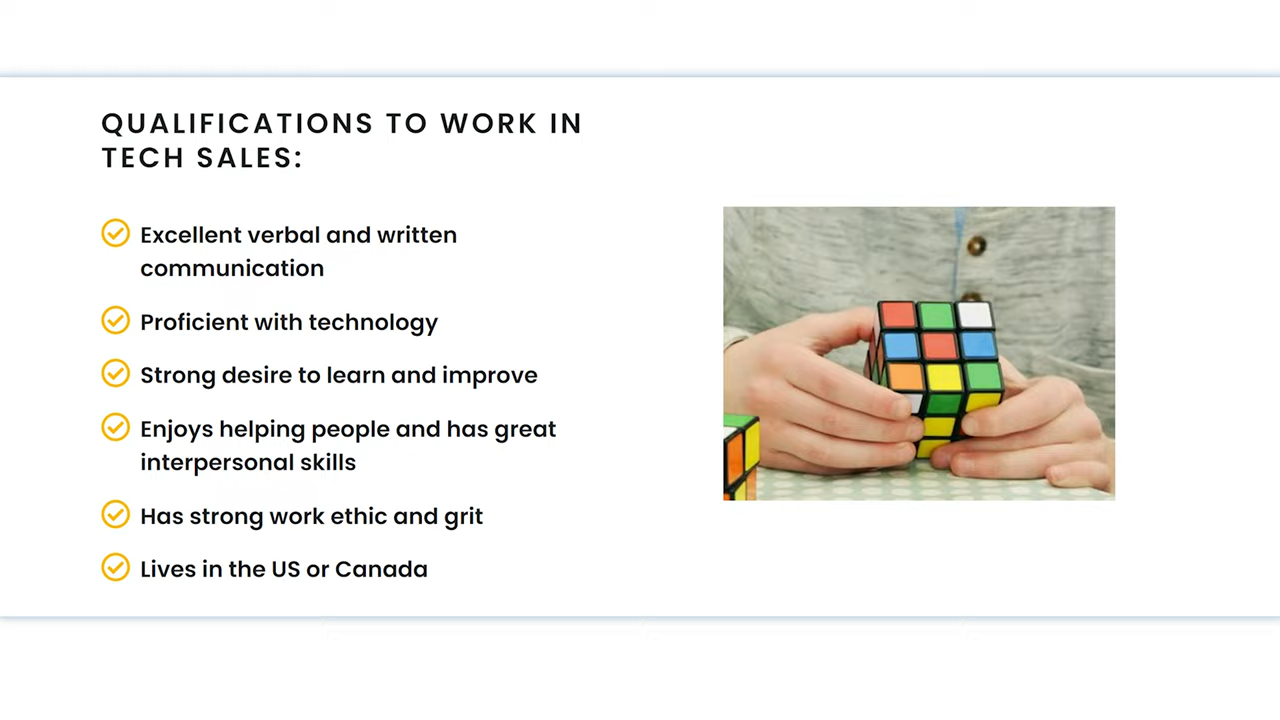 QUALIFICATIONS TO WORK IN
TECH SALES:
Excellent verbal and written
communication
Proficient with technology
Strong desire to learn and improve
Enjoys helping people and has great
interpersonal skills
Has strong work ethic and grit
Lives in the US or Canada